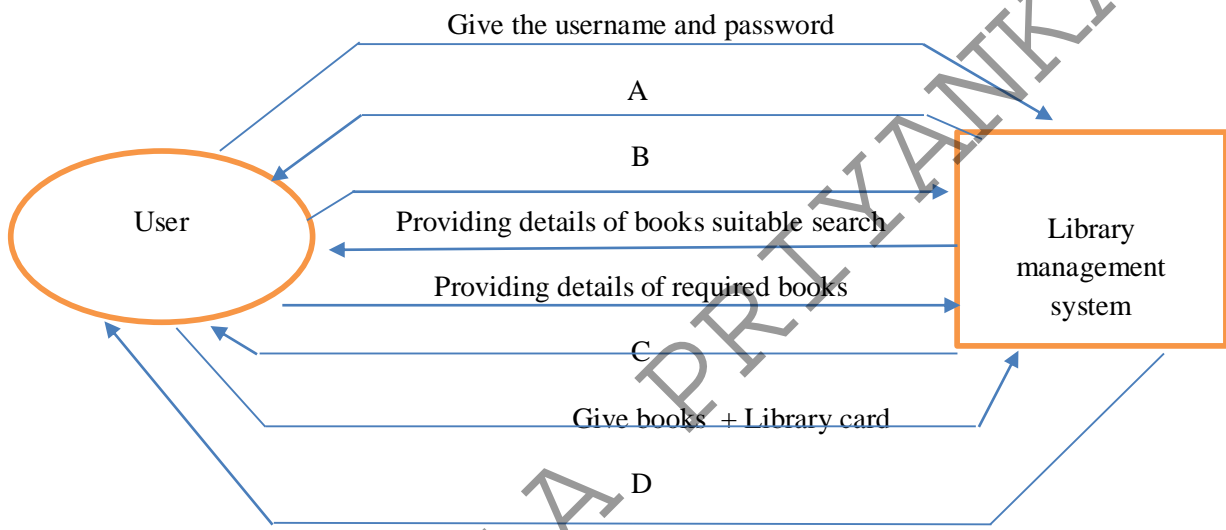 Give the username and password
A
B
User
Providing details of books suitable search
Library
management
system
Providing details of required books
C
Give books + Library card
D
A PRIYANKA